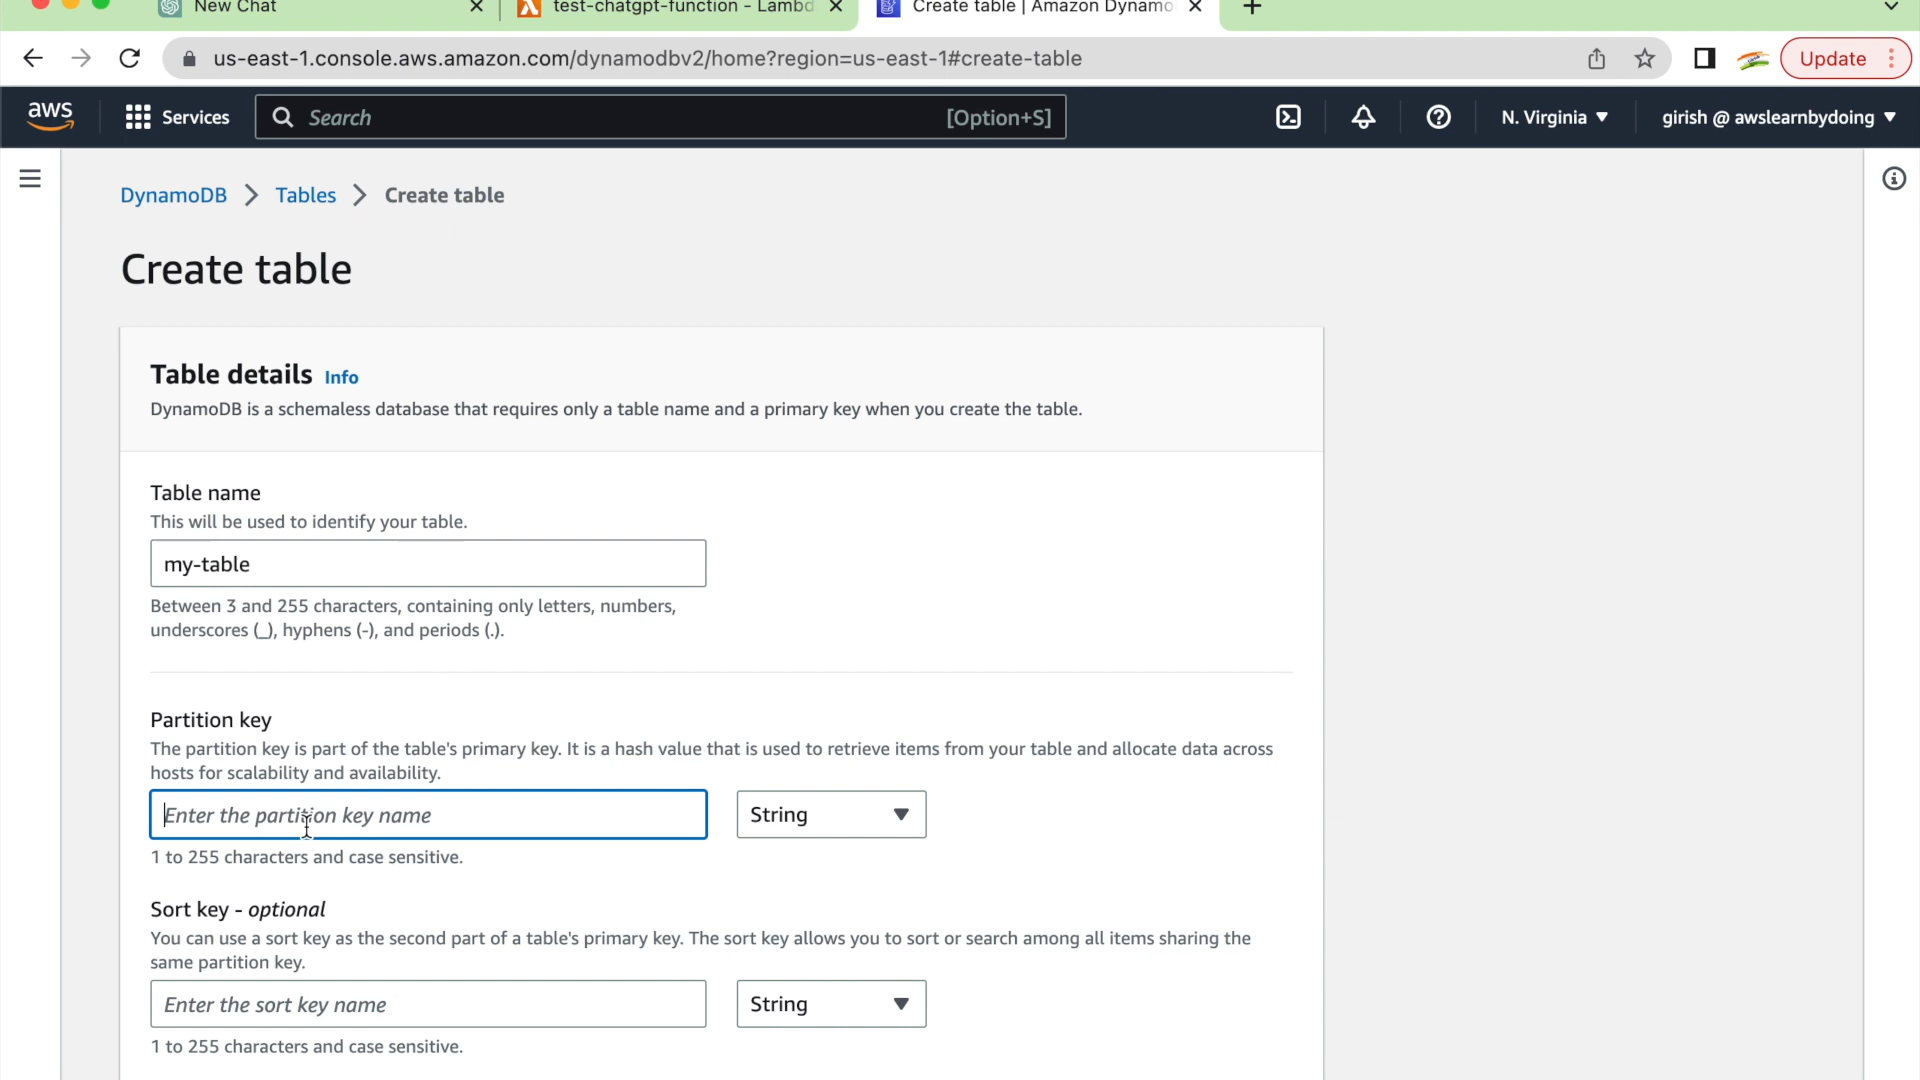 New Chat
test-chatgpt-function - Lambd
Create table | Amazon Dynamo
us-east-1.console.aws.amazon.com/dynamodbv2/home?region=us-east-1#create-table
Update
aws
Services
Search
[Option+S]
N. Virginia
girish @ awslearnbydoing
DynamoDB
Tables
Create table
Create table
Table details Info
DynamoDB is a schemaless database that requires only a table name and a primary key when you create the table.
Table name
This will be used to identify your table.
my-table
Between 3 and 255 characters, containing only letters, numbers,
underscores (_), hyphens (-), and periods (.).
Partition key
The partition key is part of the table's primary key. It is a hash value that is used to retrieve items from your table and allocate data across
hosts for scalability and availability.
Enter the partition key name
String
1 to 255 characters and case sensitive.
Sort key - optional
You can use a sort key as the second part of a table's primary key. The sort key allows you to sort or search among all items sharing the
same partition key.
Enter the sort key name
String
1 to 255 characters and case sensitive.